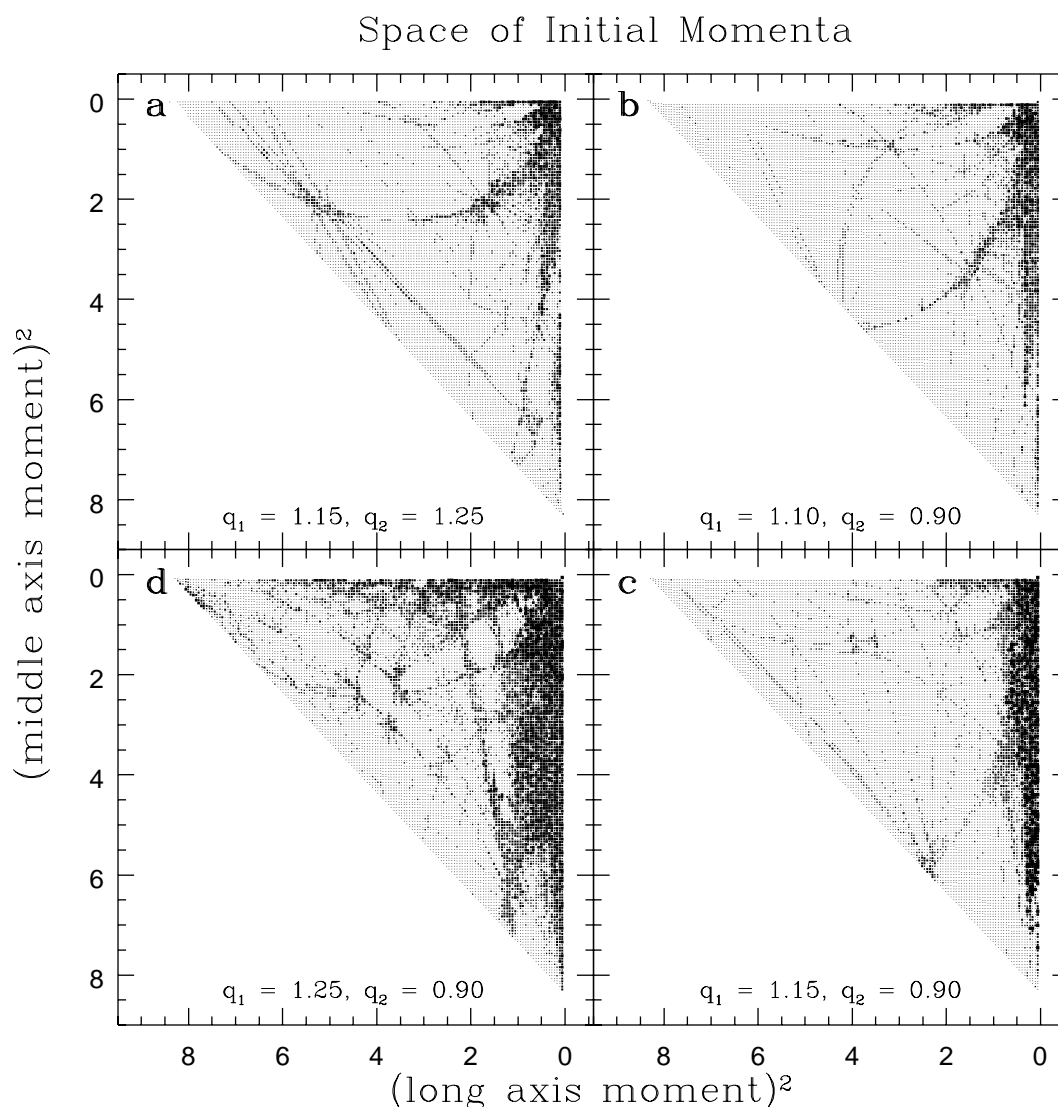 Space of Initial Momenta
a
b
0
2
4
6
8
q1 = 1.15, q2 = 1.25
q1 = 1.10, q2 = 0.90
d
c
0
2
4
6
8
q1 = 1.25, q2 = 0.90
q1 = 1.15, q2 = 0.90
8 6 4 2 0
8 6 4 2 0
(long axis moment)²
(middle axis moment)²